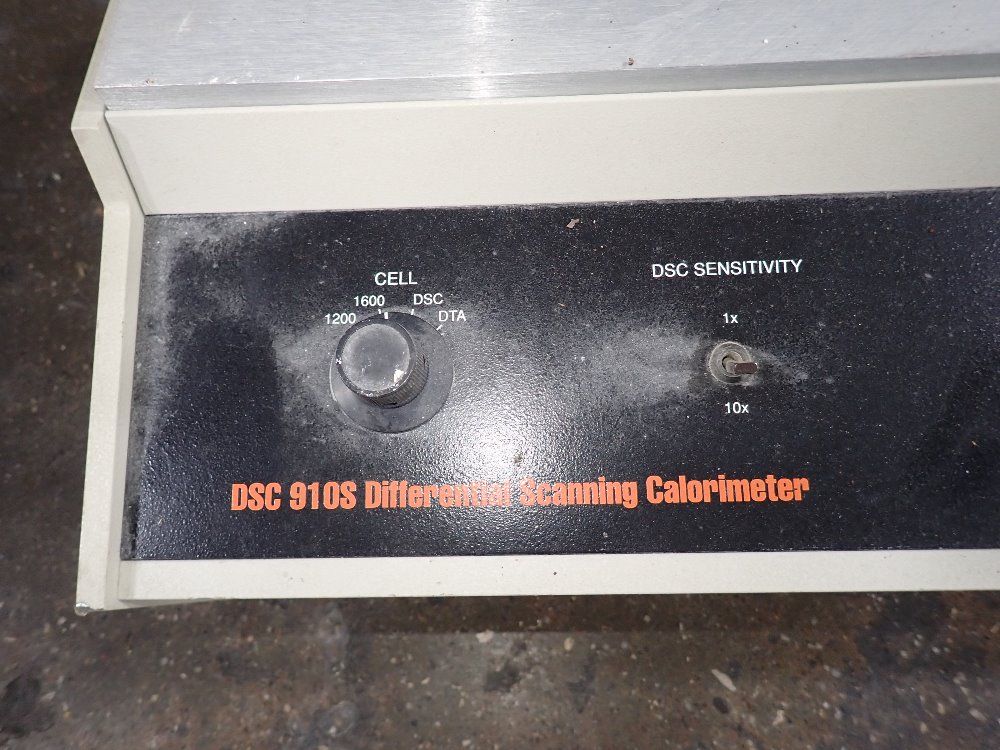 CELL
1600 DSC
1200 DTA
DSC SENSITIVITY
1x
10x
DSC 910S Differential Scanning Calorimeter